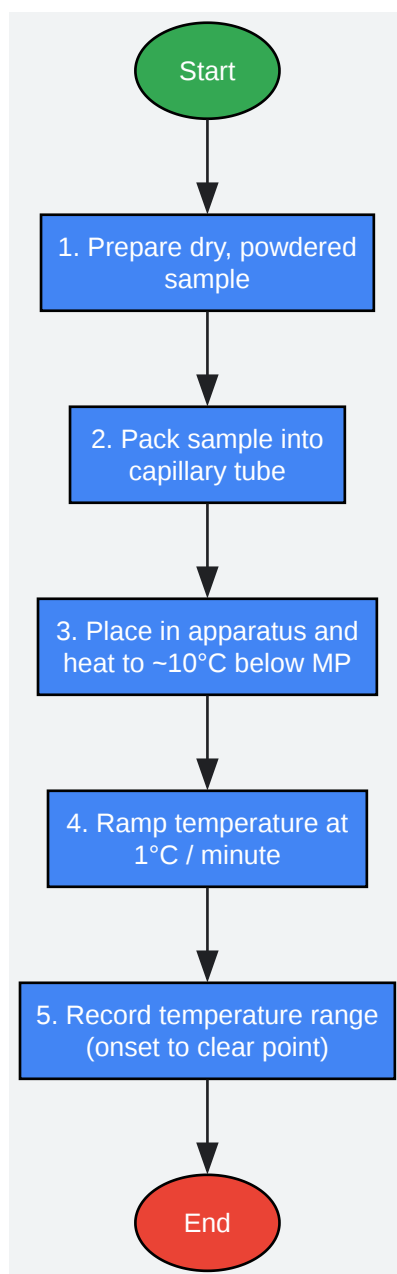 Start
1. Prepare dry, powdered
sample
2. Pack sample into
capillary tube
3. Place in apparatus and
heat to ~10°C below MP
4. Ramp temperature at
1°C / minute
5. Record temperature range
(onset to clear point)
End